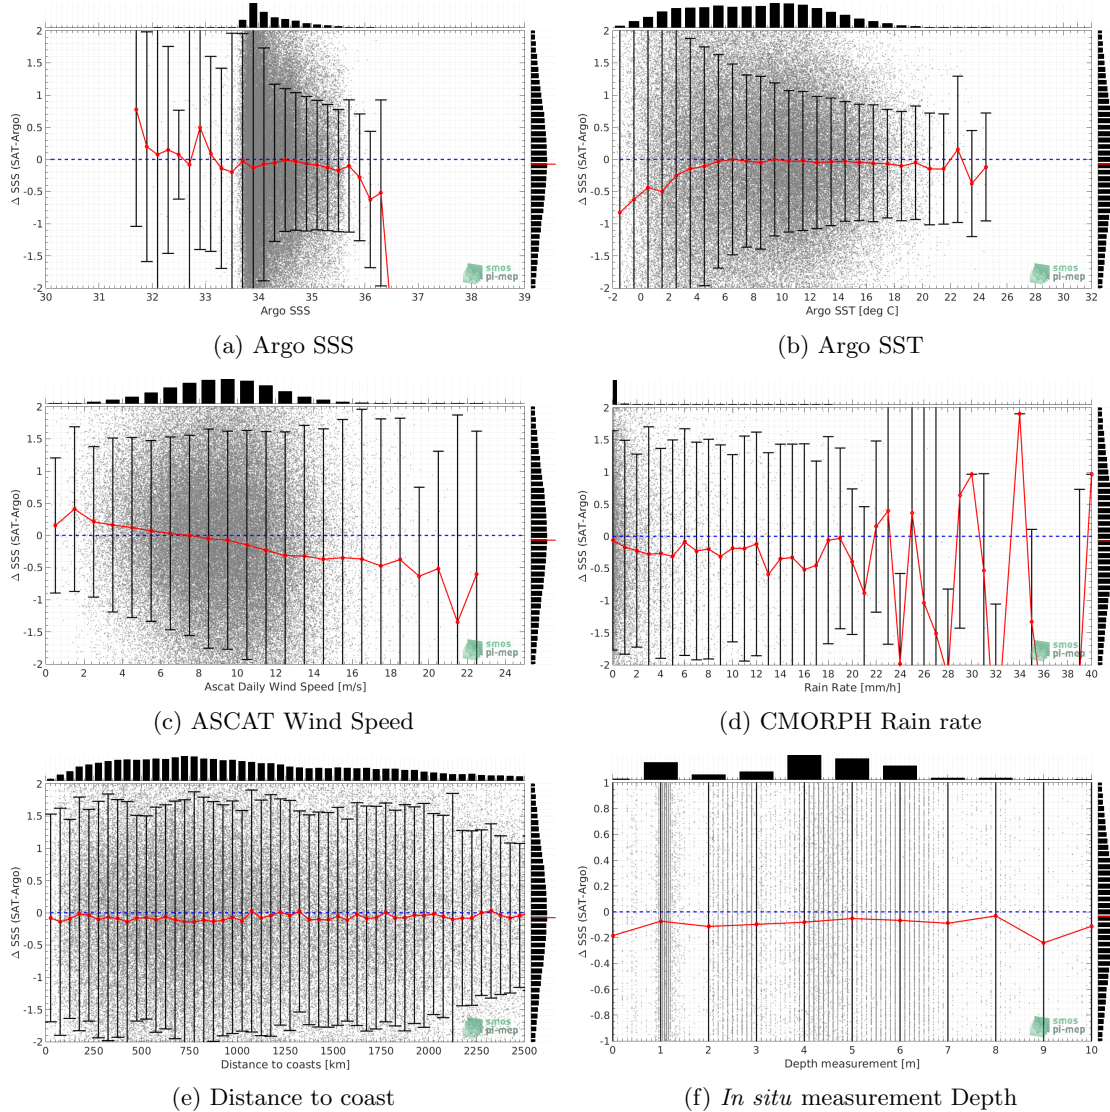 2
1.5
1
0.5
0
-0.5
-1
-1.5
-2
Δ SSS (SAT-Argo)
30 31 32 33 34 35 36 37 38 39
Argo SSS
smos
pi-mep
(a) Argo SSS
2
1.5
1
0.5
0
-0.5
-1
-1.5
-2
Δ SSS (SAT-Argo)
-2 0 2 4 6 8 10 12 14 16 18 20 22 24 26 28 30 32
Argo SST [deg C]
smos
pi-mep
(b) Argo SST
2
1.5
1
0.5
0
-0.5
-1
-1.5
-2
Δ SSS (SAT-Argo)
0 2 4 6 8 10 12 14 16 18 20 22 24
Ascat Daily Wind Speed [m/s]
smos
pi-mep
(c) ASCAT Wind Speed
2
1.5
1
0.5
0
-0.5
-1
-1.5
-2
Δ SSS (SAT-Argo)
0 2 4 6 8 10 12 14 16 18 20 22 24 26 28 30 32 34 36 38 40
Rain Rate [mm/h]
smos
pi-mep
(d) CMORPH Rain rate
2
1.5
1
0.5
0
-0.5
-1
-1.5
-2
Δ SSS (SAT-Argo)
0 250 500 750 1000 1250 1500 1750 2000 2250 2500
Distance to coasts [km]
smos
pi-mep
(e) Distance to coast
1
0.8
0.6
0.4
0.2
0
-0.2
-0.4
-0.6
-0.8
-1
Δ SSS (SAT-Argo)
0 1 2 3 4 5 6 7 8 9 10
Depth measurement [m]
smos
pi-mep
(f) In situ measurement Depth